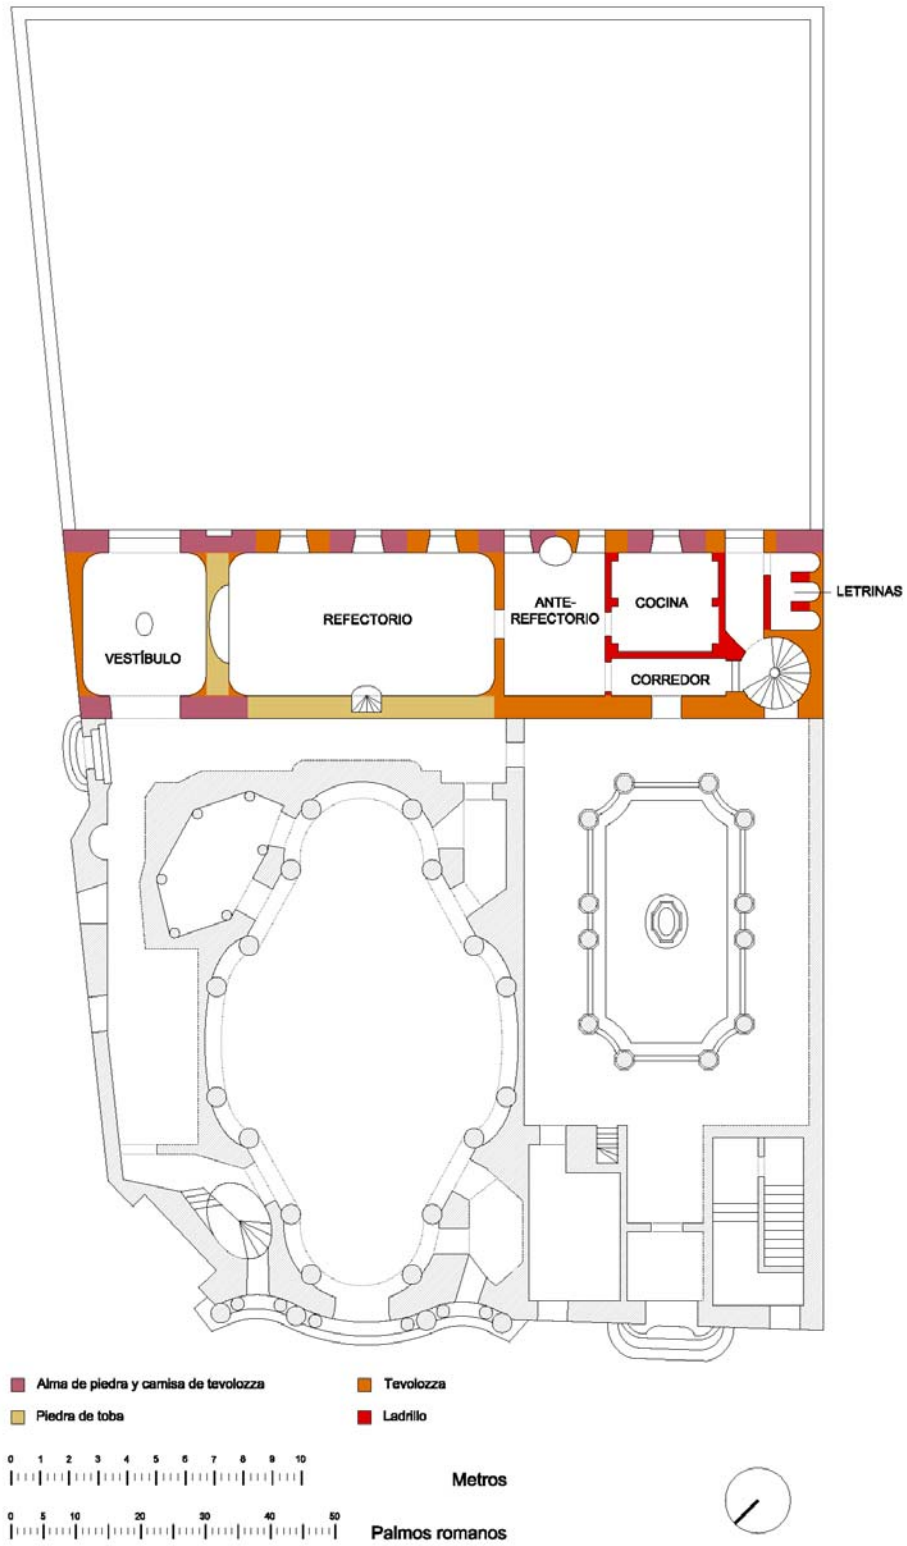 LETRINAS
ANTE-
REFECTORIO
COCINA
REFECTORIO
VESTÍBULO
CORREDOR
Alma de piedra y camisa de tevolozza
Tevolozza
Piedra de toba
Ladrillo
0 1 2 3 4 5 6 7 8 9 10
Metros
0 5 10 20 30 40 50
Palmos romanos